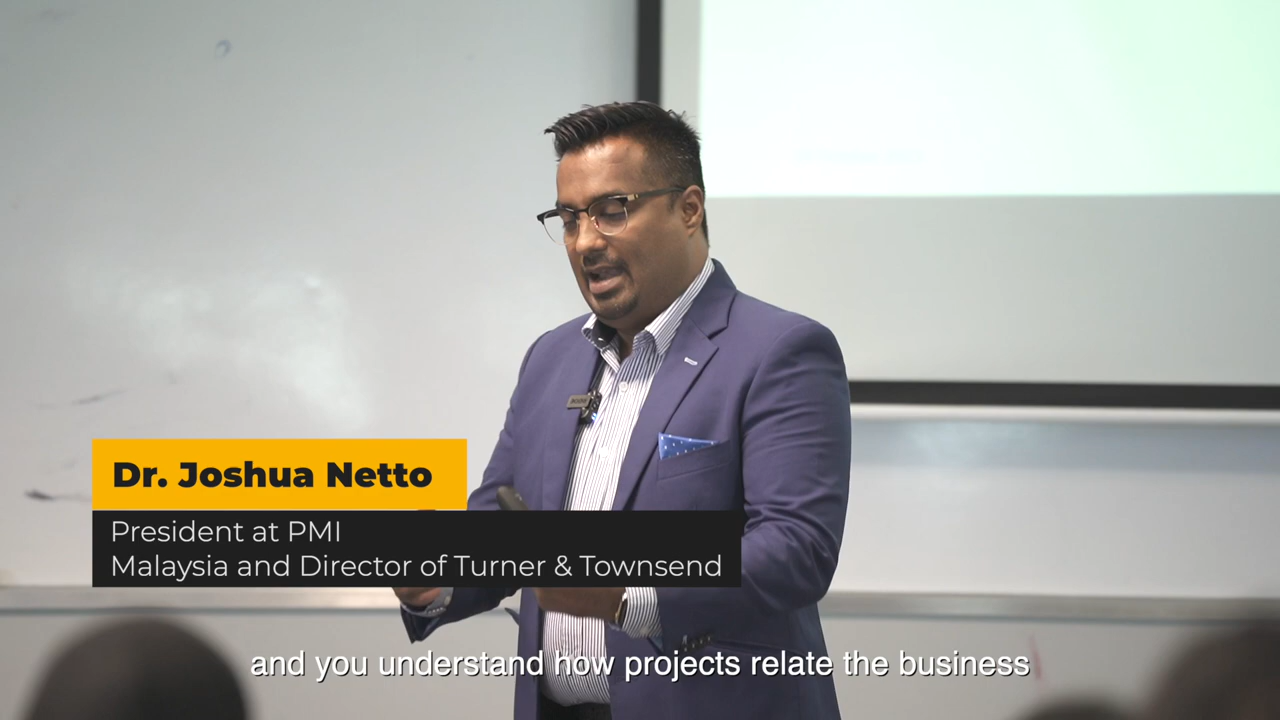 Dr. Joshua Netto
President at PMI
Malaysia and Director of Turner & Townsend
and you understand how projects relate the business